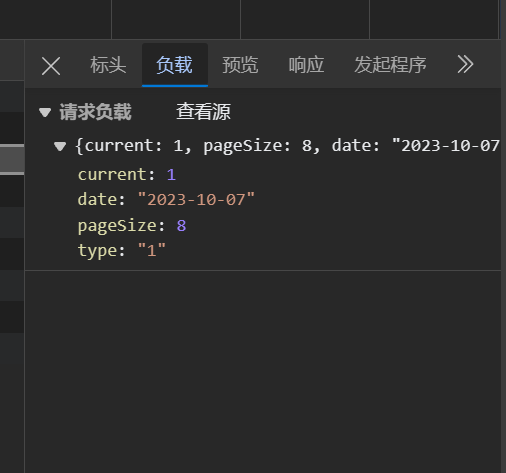 标头 负载 预览 响应 发起程序
请求负载 查看源
{current: 1, pageSize: 8, date: "2023-10-07
current: 1
date: "2023-10-07"
pageSize: 8
type: "1"